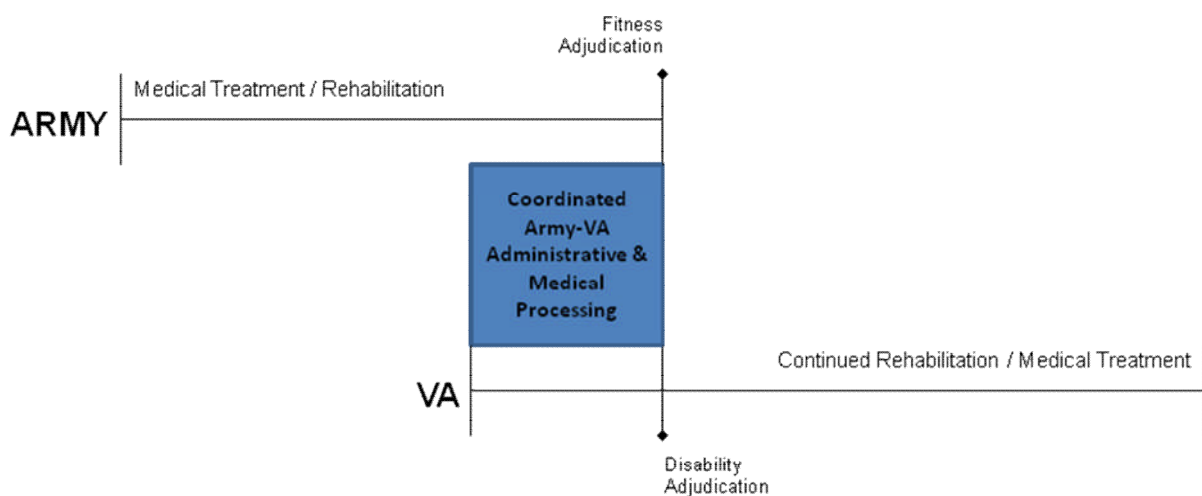 Fitness
Adjudication
Medical Treatment / Rehabilitation
ARMY
Coordinated
Army-VA
Administrative &
Medical
Processing
Continued Rehabilitation / Medical Treatment
VA
Disability
Adjudication